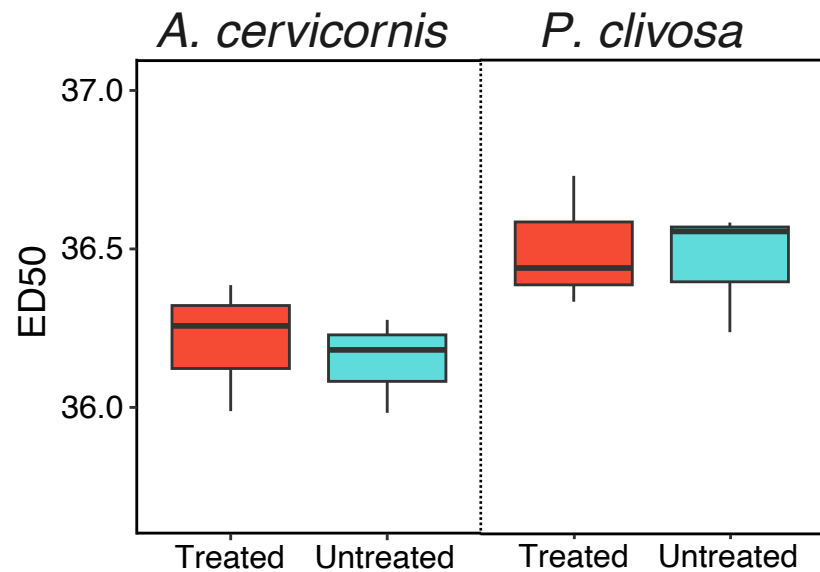 A. cervicornis
P. clivosa
ED50
37.0
36.5
36.0
Treated
Untreated
Treated
Untreated